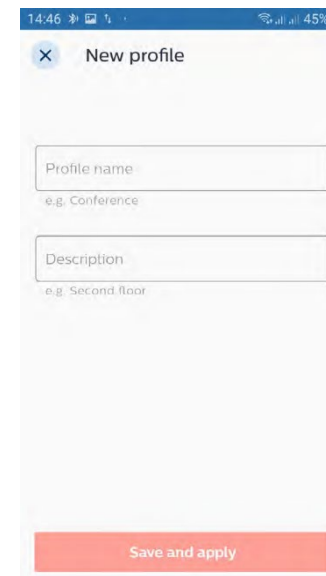 14:46 45%
New profile
Profile name
e.g. Conference
Description
e.g. Second floor
Save and apply